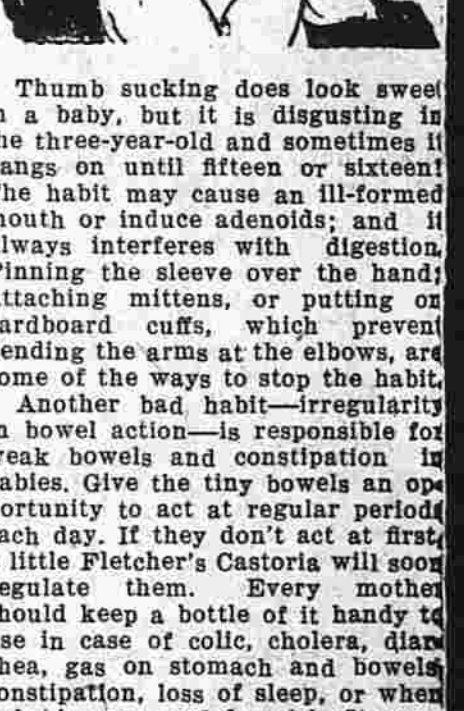 Thumb sucking does look sweet
n a baby, but it is disgusting in
he three-year-old and sometimes it
angs on until fifteen or sixteen!
he habit may cause an ill-formed
outh or induce adenoids; and it
lways interferes with digestion.
inning the sleeve over the hand;
ttaching mittens, or putting on
ardboard cuffs, which prevent
ending the arms at the elbows, are
ome of the ways to stop the habit.
Another bad habit—irregularity
n bowel action—is responsible for
eak bowels and constipation in
abies. Give the tiny bowels an op-
ortunity to act at regular periods
ach day. If they don't act at first,
little Fletcher's Castoria will soon
egulate them. Every mother
hould keep a bottle of it handy to
se in case of colic, cholera, diar-
hea, gas on stomach and bowels,
onstipation, loss of sleep, or when